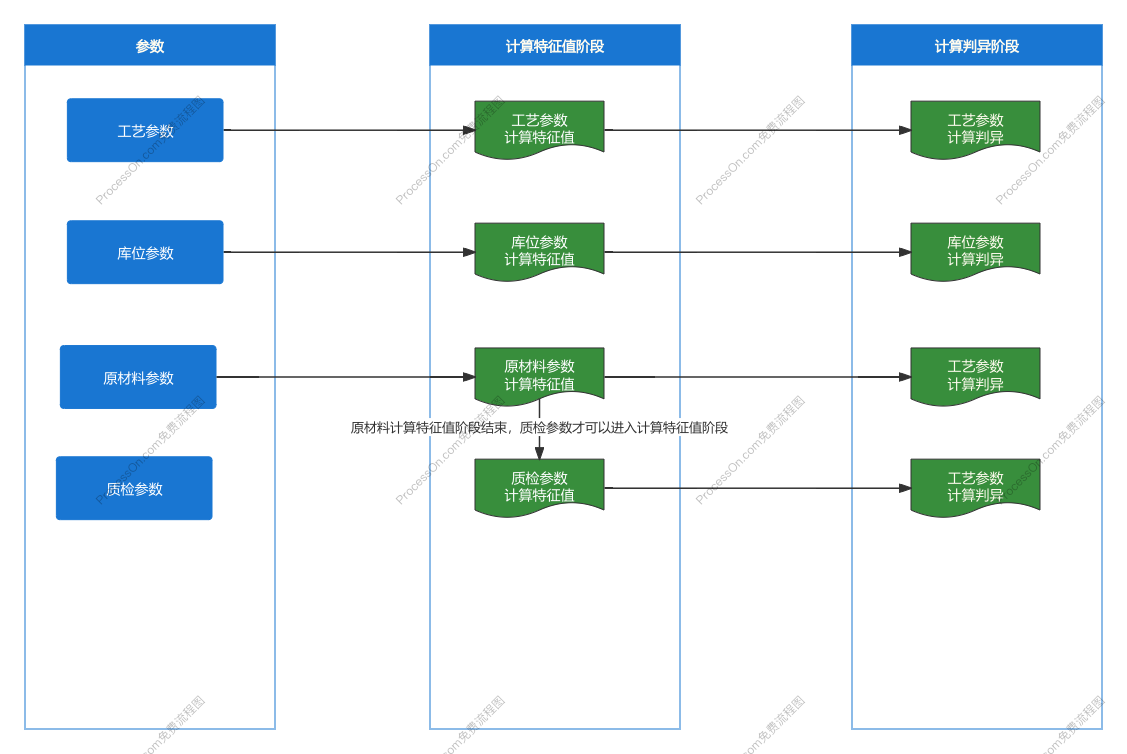 参数
计算特征值阶段
计算判异阶段
工艺参数
工艺参数
计算特征值
工艺参数
计算判异
库位参数
库位参数
计算特征值
库位参数
计算判异
原材料参数
原材料参数
计算特征值
工艺参数
计算判异
原材料计算特征值阶段结束，质检参数才可以进入计算特征值阶段
质检参数
质检参数
计算特征值
工艺参数
计算判异
ProcessOn.com免费流程图
ProcessOn.com免费流程图
ProcessOn.com免费流程图
ProcessOn.com免费流程图
ProcessOn.com免费流程图
ProcessOn.com免费流程图
ProcessOn.com免费流程图
ProcessOn.com免费流程图
com免费流程图
com免费流程图
com免费流程图
com免费流程图